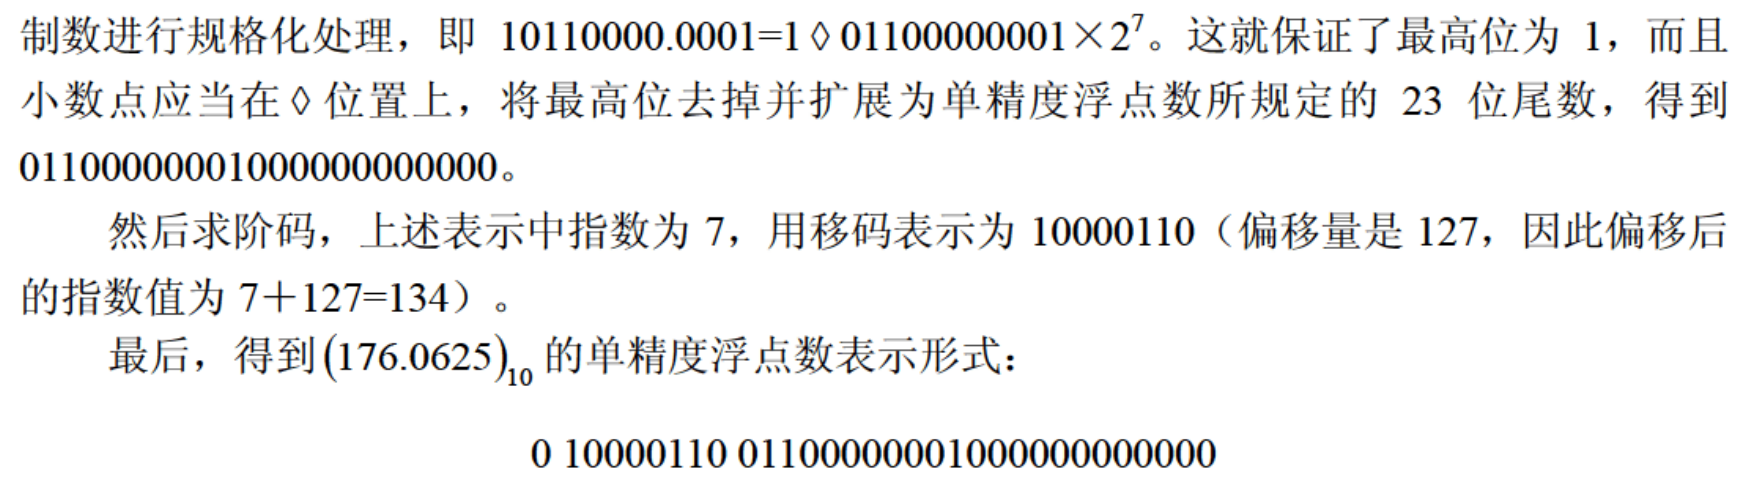 制数进行规格化处理，即 10110000.0001=1◊01100000001×2⁷。这就保证了最高位为 1，而且
小数点应当在◊位置上，将最高位去掉并扩展为单精度浮点数所规定的 23 位尾数，得到
01100000001000000000000。
然后求阶码，上述表示中指数为 7，用移码表示为 10000110（偏移量是 127，因此偏移后
的指数值为 7＋127=134）。
最后，得到(176.0625)₁₀ 的单精度浮点数表示形式：
0 10000110 01100000001000000000000